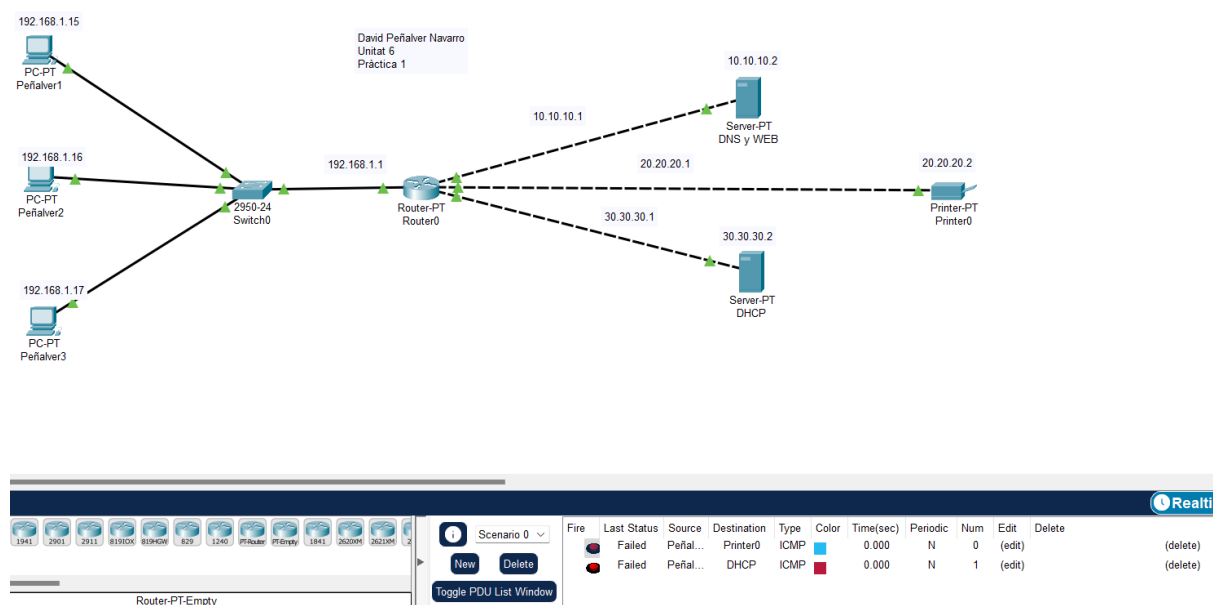 192.168.1.15
PC-PT
Peñalver1
David Peñalver Navarro
Unitat 6
Pràctica 1
10.10.10.2
Server-PT
DNS y WEB
10.10.10.1
192.168.1.16
PC-PT
Peñalver2
192.168.1.1
20.20.20.1
20.20.20.2
2950-24
Switch0
Router-PT
Router0
Printer-PT
Printer0
30.30.30.1
30.30.30.2
Server-PT
DHCP
192.168.1.17
PC-PT
Peñalver3
Realti
1941 2901 2911 819IOX 819HGW 829 1240 PT-Router PT-Empty 1841 2620XM 2621XM 2
Scenario 0
New Delete
Toggle PDU List Window
Fire Last Status Source Destination Type Color Time(sec) Periodic Num Edit Delete
Failed Peñal... Printer0 ICMP 0.000 N 0 (edit) (delete)
Failed Peñal... DHCP ICMP 0.000 N 1 (edit) (delete)
Router-PT-Empty